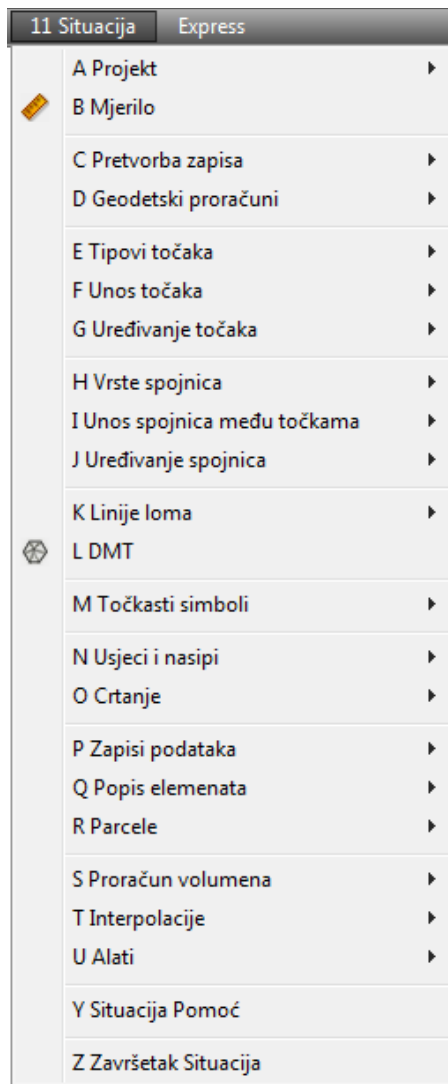 11 Situacija Express
A Projekt
B Mjerilo
C Pretvorba zapisa
D Geodetski proračuni
E Tipovi točaka
F Unos točaka
G Uređivanje točaka
H Vrste spojnica
I Unos spojnica među točkama
J Uređivanje spojnica
K Linije loma
L DMT
M Točkasti simboli
N Usjeci i nasipi
O Crtanje
P Zapisi podataka
Q Popis elemenata
R Parcele
S Proračun volumena
T Interpolacije
U Alati
Y Situacija Pomoć
Z Završetak Situacija